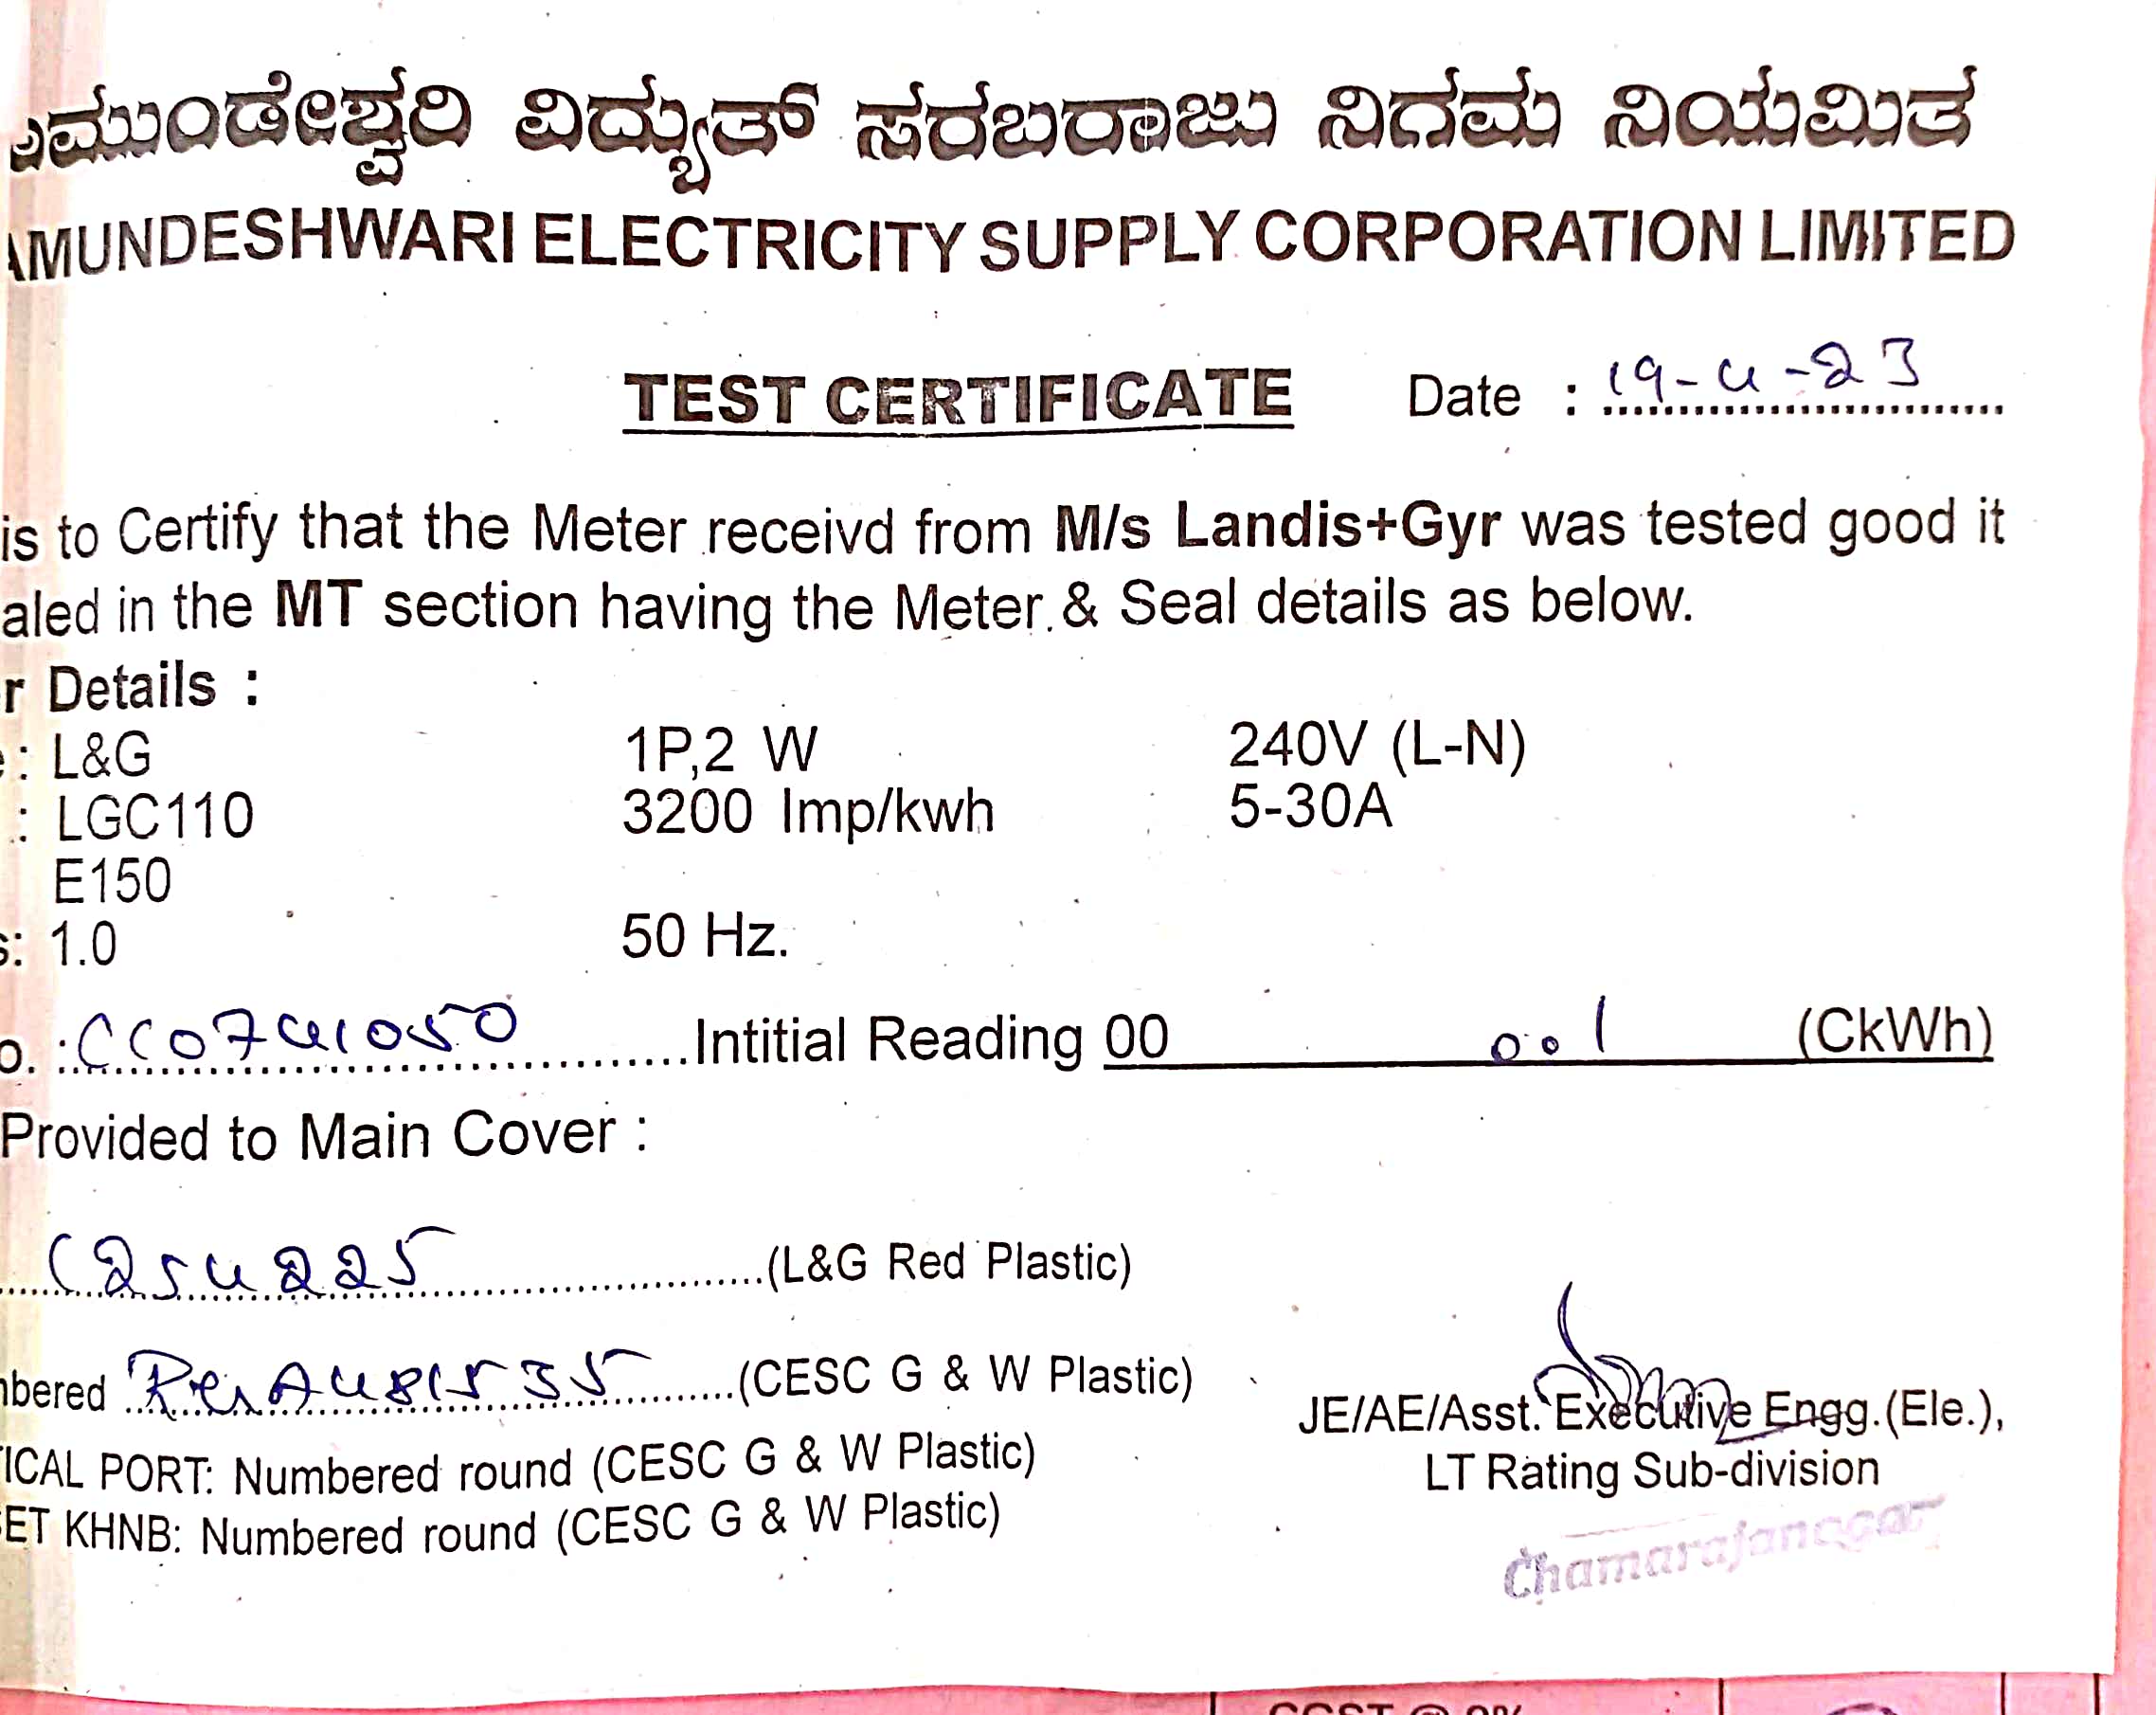 ಾಮುಂಡೇಶ್ವರಿ ವಿದ್ಯುತ್ ಸರಬರಾಜು ನಿಗಮ ನಿಯಮಿತ
AMUNDESHWARI ELECTRICITY SUPPLY CORPORATION LIMITED
TEST CERTIFICATE Date : 19-4-23
is to Certify that the Meter receivd from M/s Landis+Gyr was tested good it
aled in the MT section having the Meter & Seal details as below.
r Details :
: L&G 1P,2 W 240V (L-N)
: LGC110 3200 Imp/kwh 5-30A
E150
s: 1.0 50 Hz.
o. : CC0741050 Intitial Reading 00 00.1 (CkWh)
Provided to Main Cover :
C254225 (L&G Red Plastic)
bered (CESC G & W Plastic)
JE/AE/Asst. Executive Engg.(Ele.),
ICAL PORT: Numbered round (CESC G & W Plastic)
LT Rating Sub-division
ET KHNB: Numbered round (CESC G & W Plastic)
Chamarajanagar